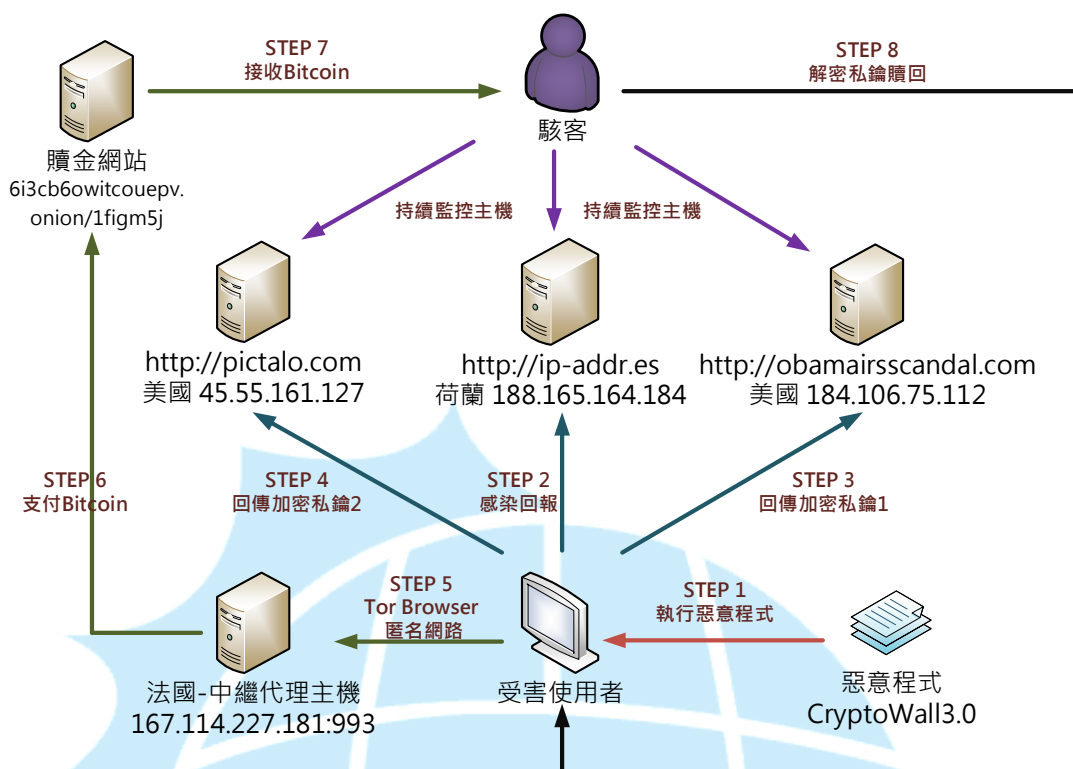 STEP 7
接收Bitcoin
STEP 8
解密私鑰贖回
駭客
贖金網站
6i3cb6owitcouepv.
onion/1figm5j
持續監控主機
持續監控主機
http://pictalo.com
美國 45.55.161.127
http://ip-addr.es
荷蘭 188.165.164.184
http://obamairsscandal.com
美國 184.106.75.112
STEP 6
支付Bitcoin
STEP 4
回傳加密私鑰2
STEP 2
感染回報
STEP 3
回傳加密私鑰1
STEP 5
Tor Browser
匿名網路
STEP 1
執行惡意程式
法國-中繼代理主機
167.114.227.181:993
受害使用者
惡意程式
CryptoWall3.0